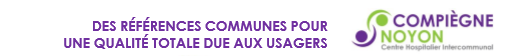 DES RÉFÉRENCES COMMUNES POUR
UNE QUALITÉ TOTALE DUE AUX USAGERS
COMPIÈGNE
NOYON
Centre Hospitalier Intercommunal